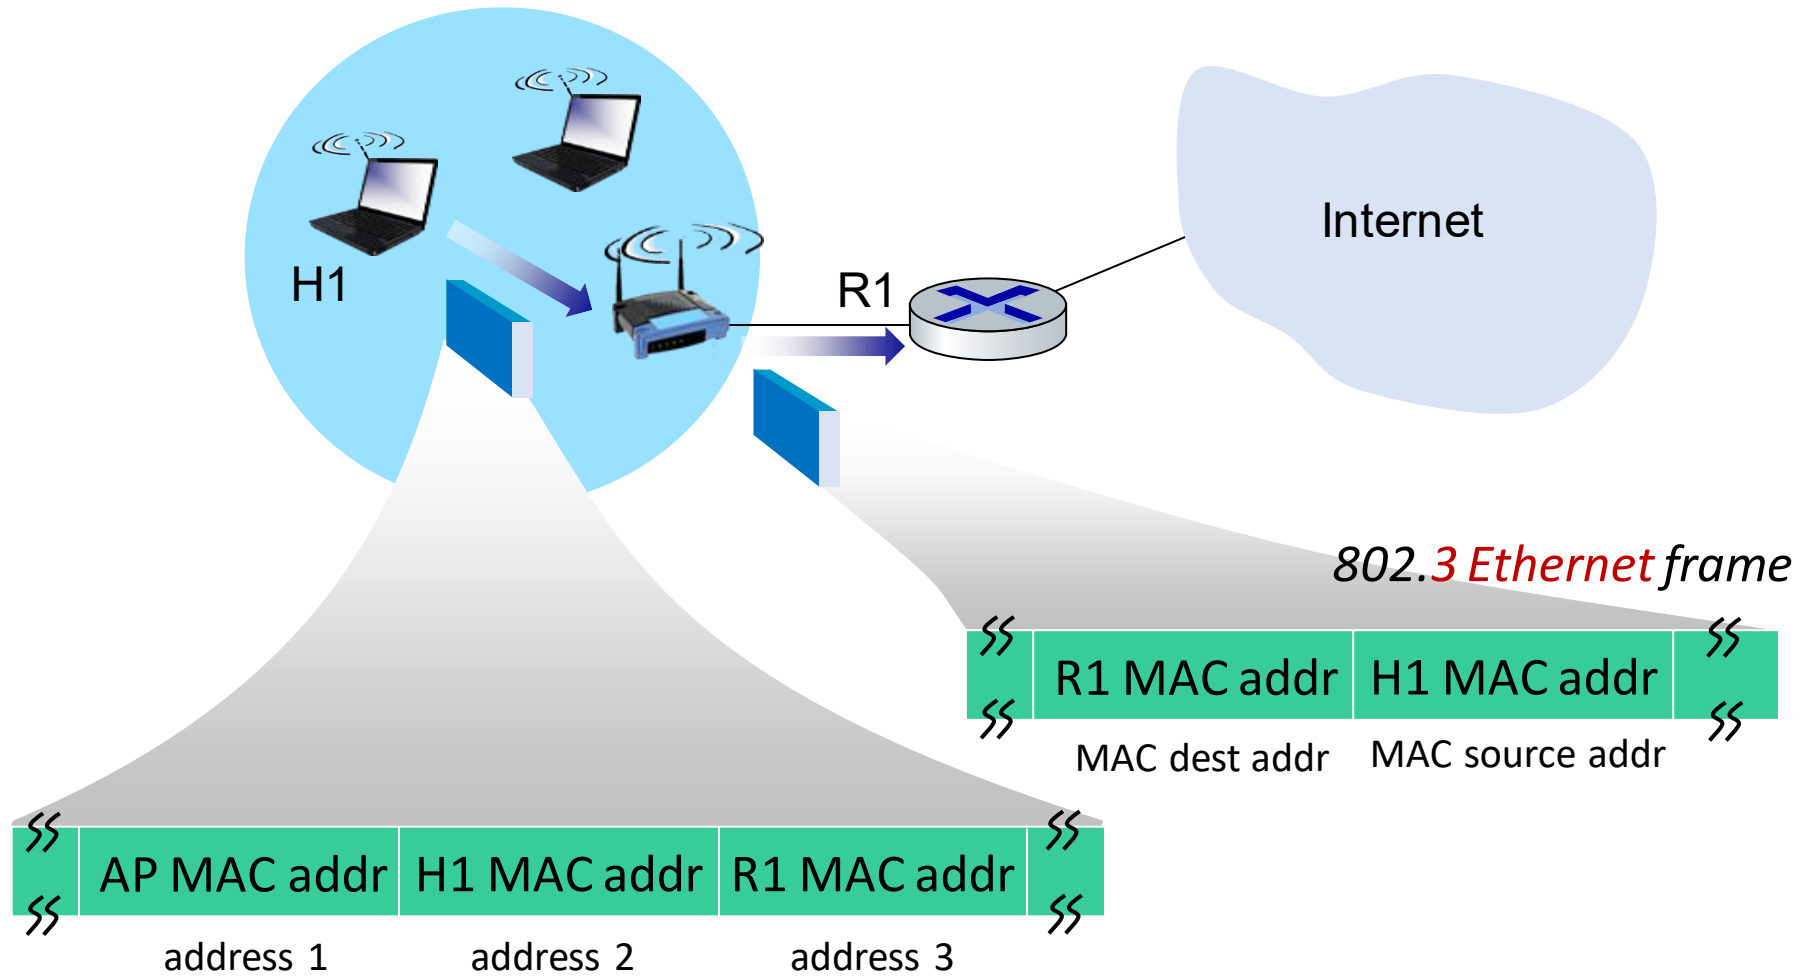 Internet
H1
R1
802.3 Ethernet frame
R1 MAC addr H1 MAC addr
MAC dest addr MAC source addr
AP MAC addr H1 MAC addr R1 MAC addr
address 1 address 2 address 3